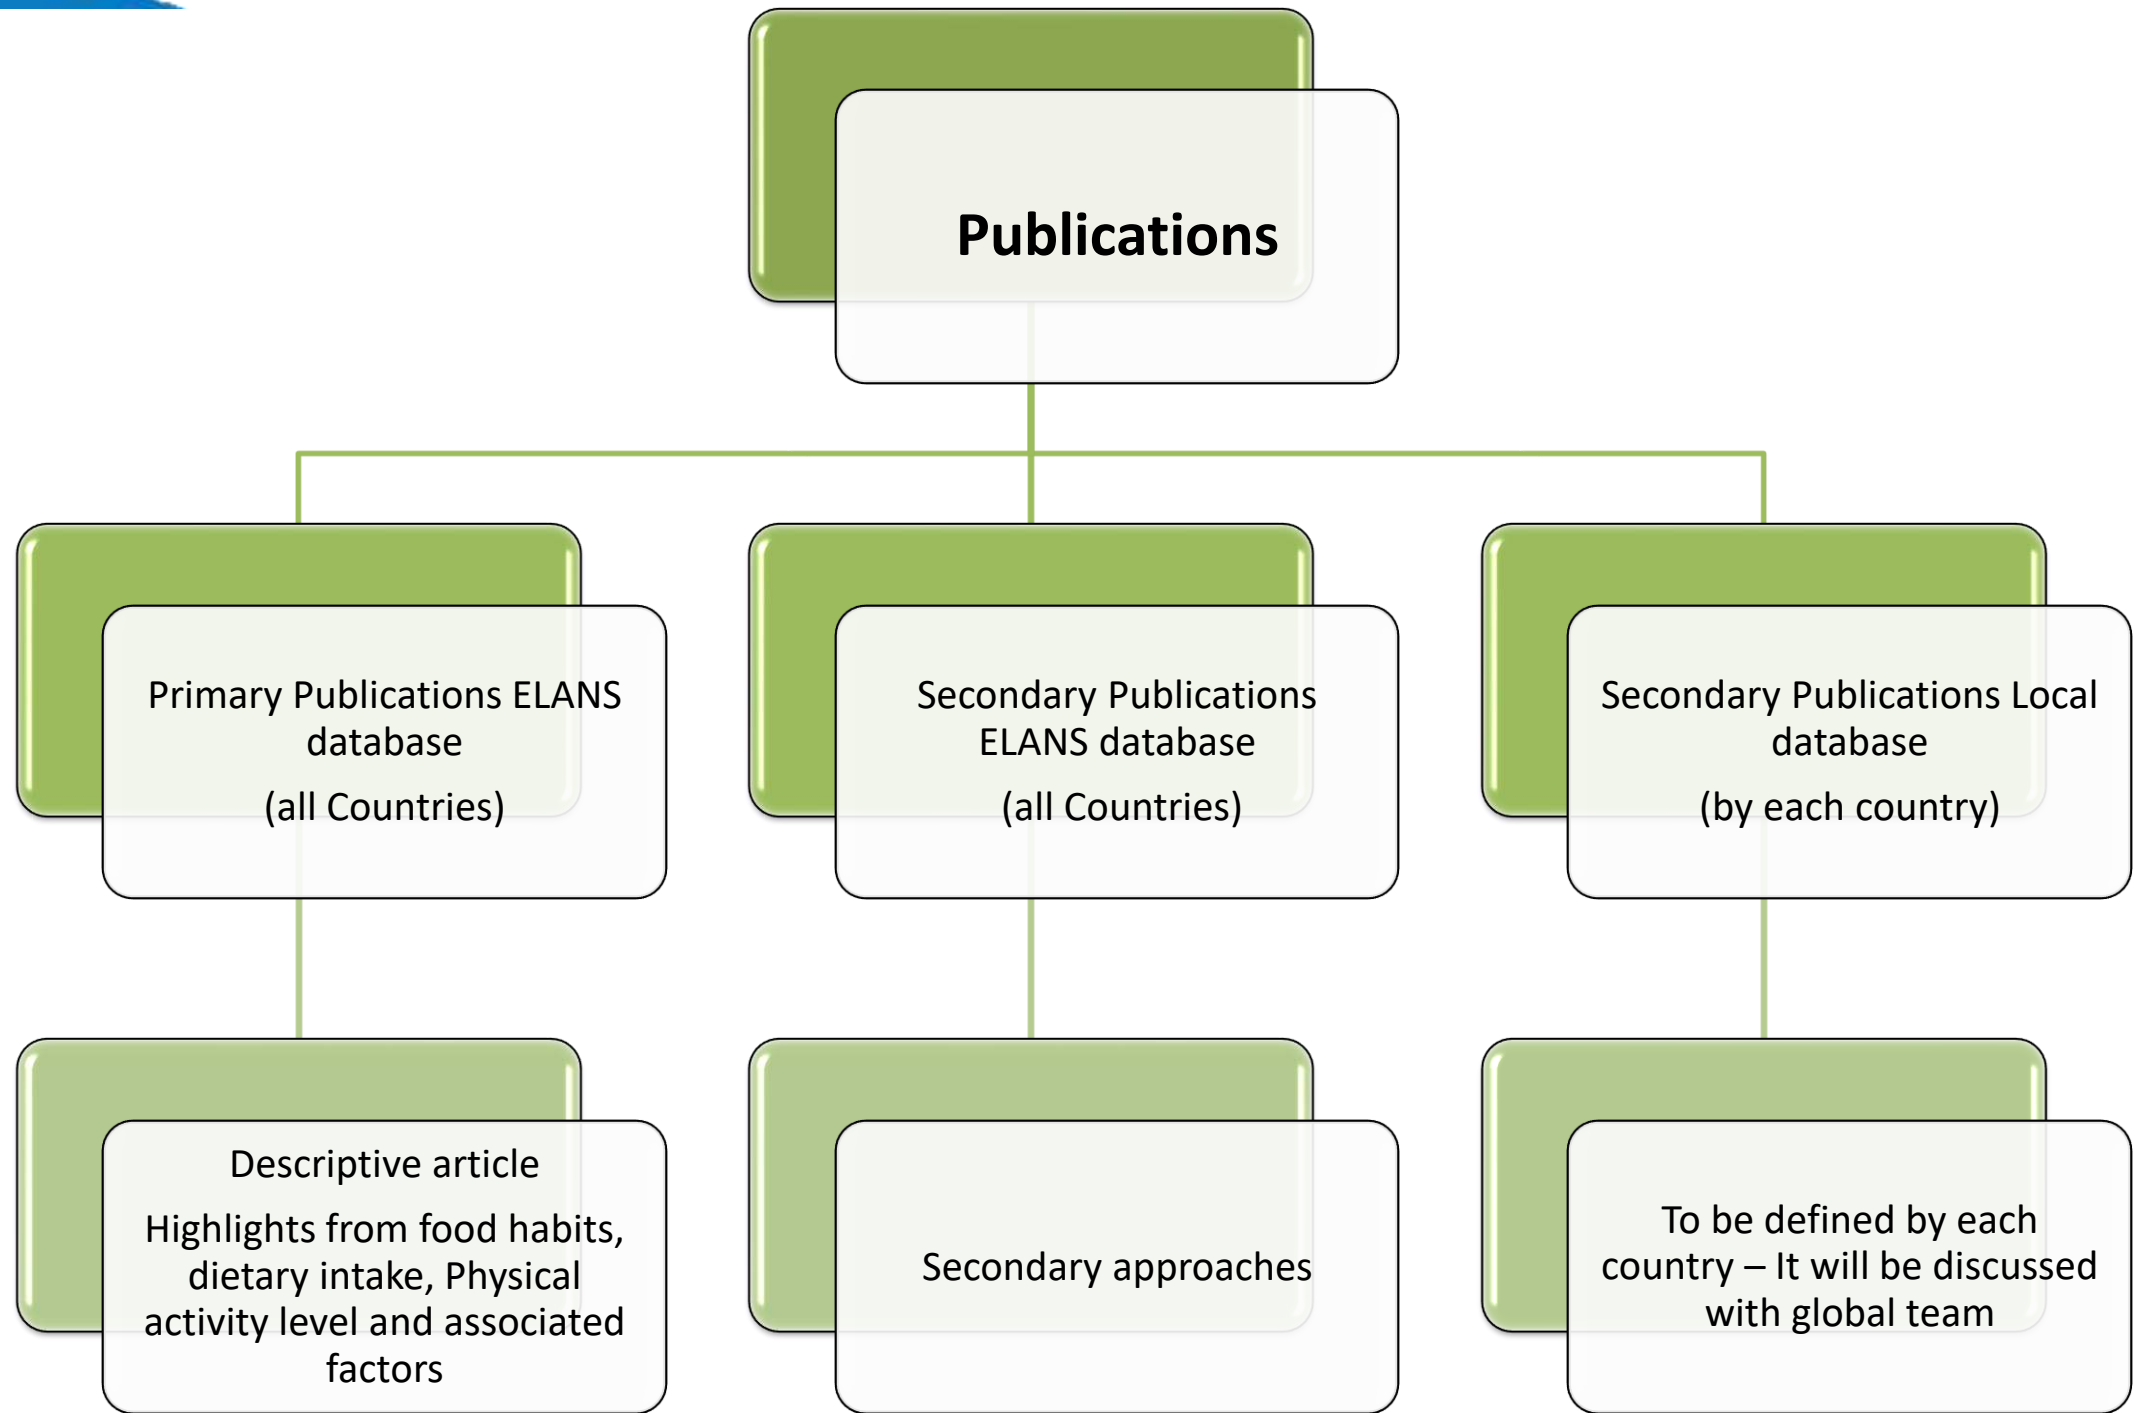 Publications
Primary Publications ELANS
database
(all Countries)
Secondary Publications
ELANS database
(all Countries)
Secondary Publications Local
database
(by each country)
Descriptive article
Highlights from food habits,
dietary intake, Physical
activity level and associated
factors
Secondary approaches
To be defined by each
country – It will be discussed
with global team